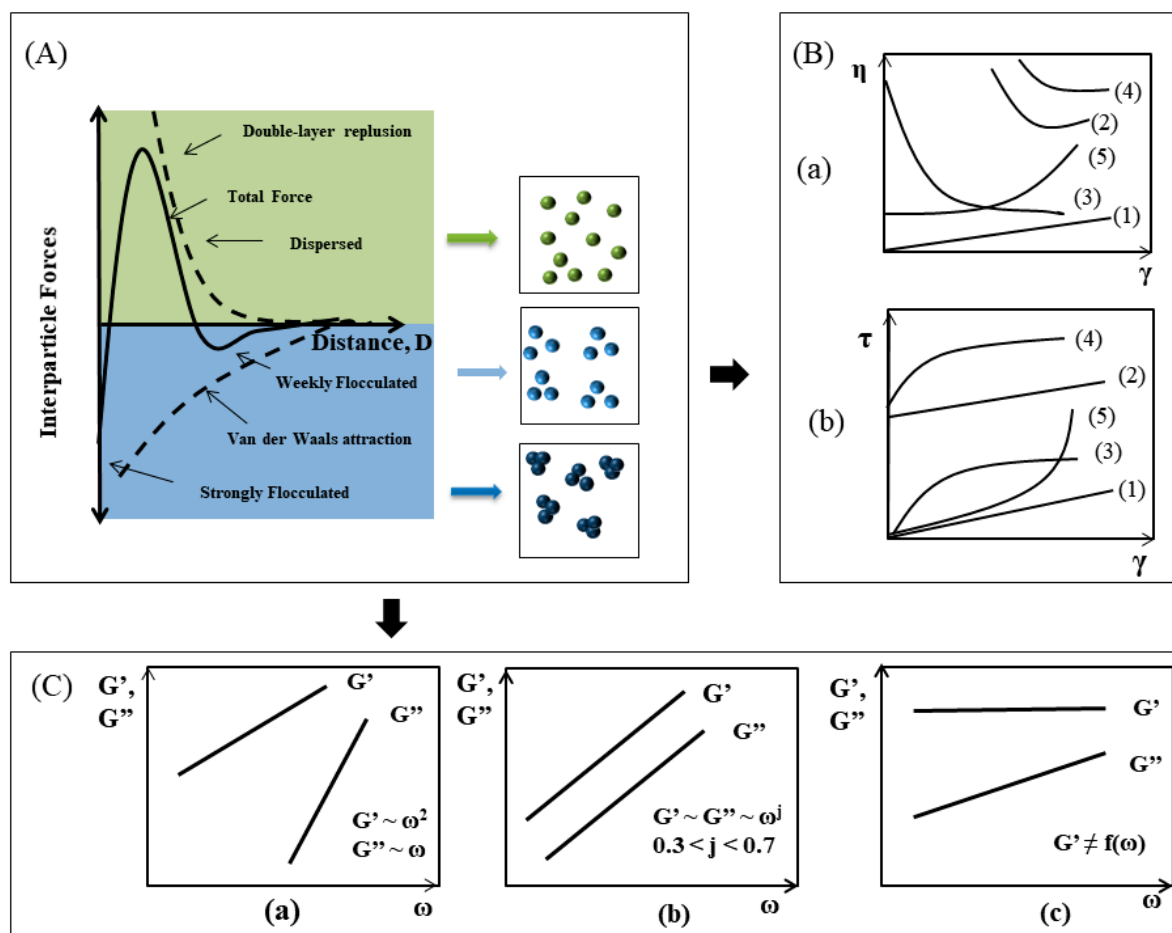 (A)
Interparticle Forces
Double-layer replusion
Total Force
Dispersed
Distance, D
Weekly Flocculated
Van der Waals attraction
Strongly Flocculated
(B)
(a)
η
(4)
(2)
(5)
(3)
(1)
γ
(b)
τ
(4)
(2)
(5)
(3)
(1)
γ
(C)
G’,
G”
G’
G”
G’ ~ ω²
G” ~ ω
ω
(a)
G’,
G”
G’
G”
G’ ~ G” ~ ωʲ
0.3 < j < 0.7
ω
(b)
G’,
G”
G’
G”
G’ ≠ f(ω)
ω
(c)